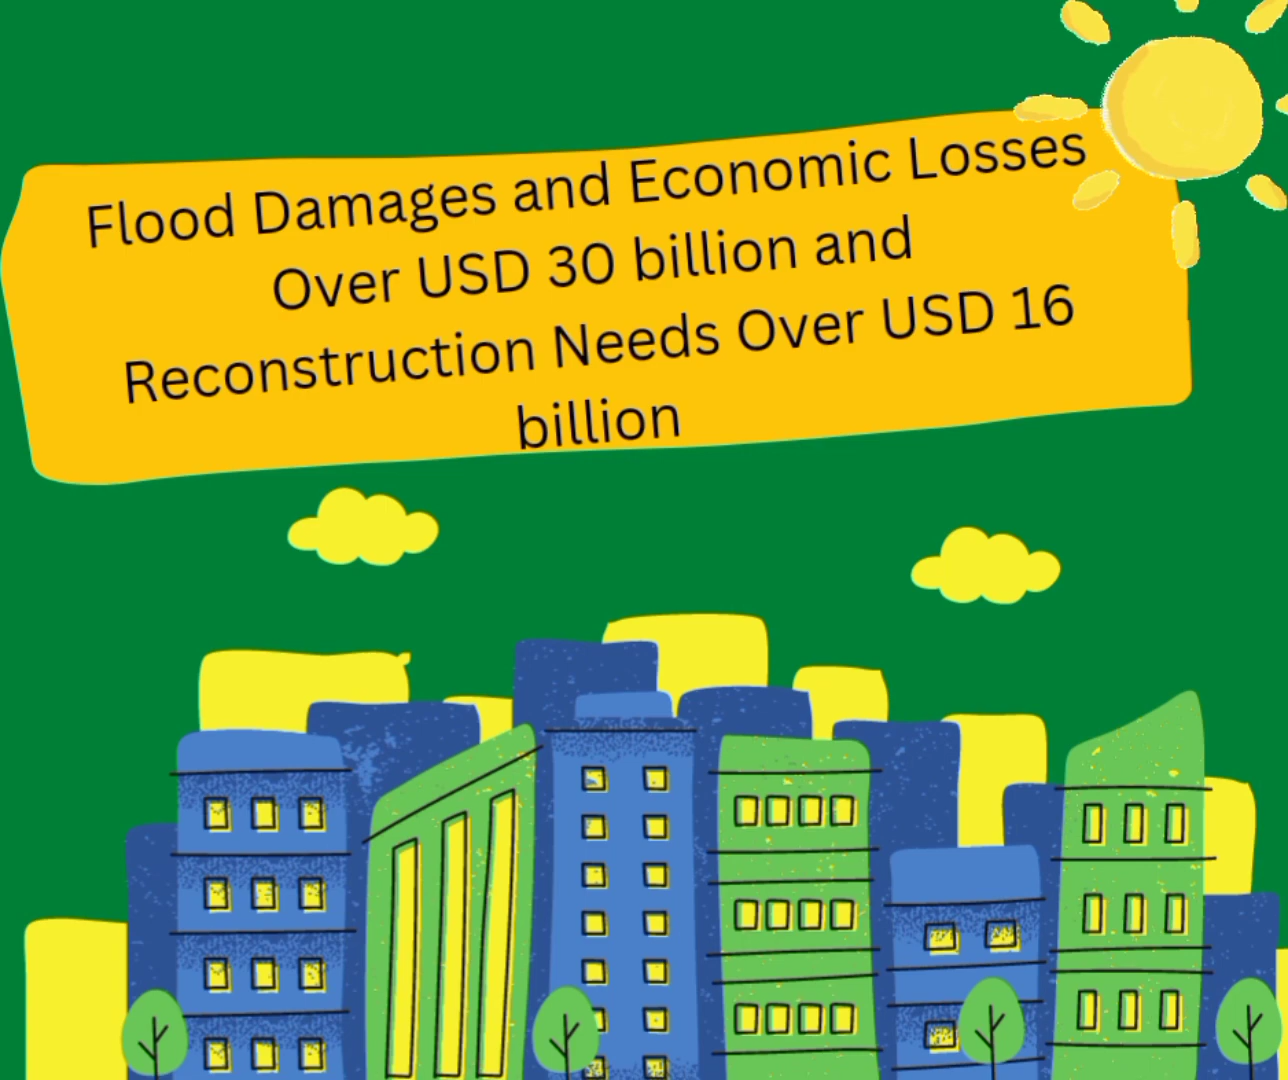 Flood Damages and Economic Losses
Over USD 30 billion and
Reconstruction Needs Over USD 16
billion